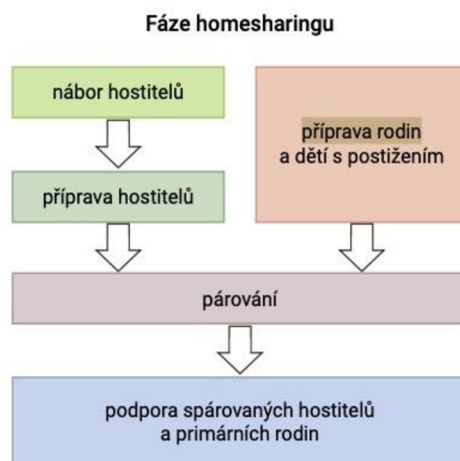 Fáze homesharingu
nábor hostitelů
příprava rodin
a dětí s postižením
příprava hostitelů
párování
podpora spárovaných hostitelů
a primárních rodin